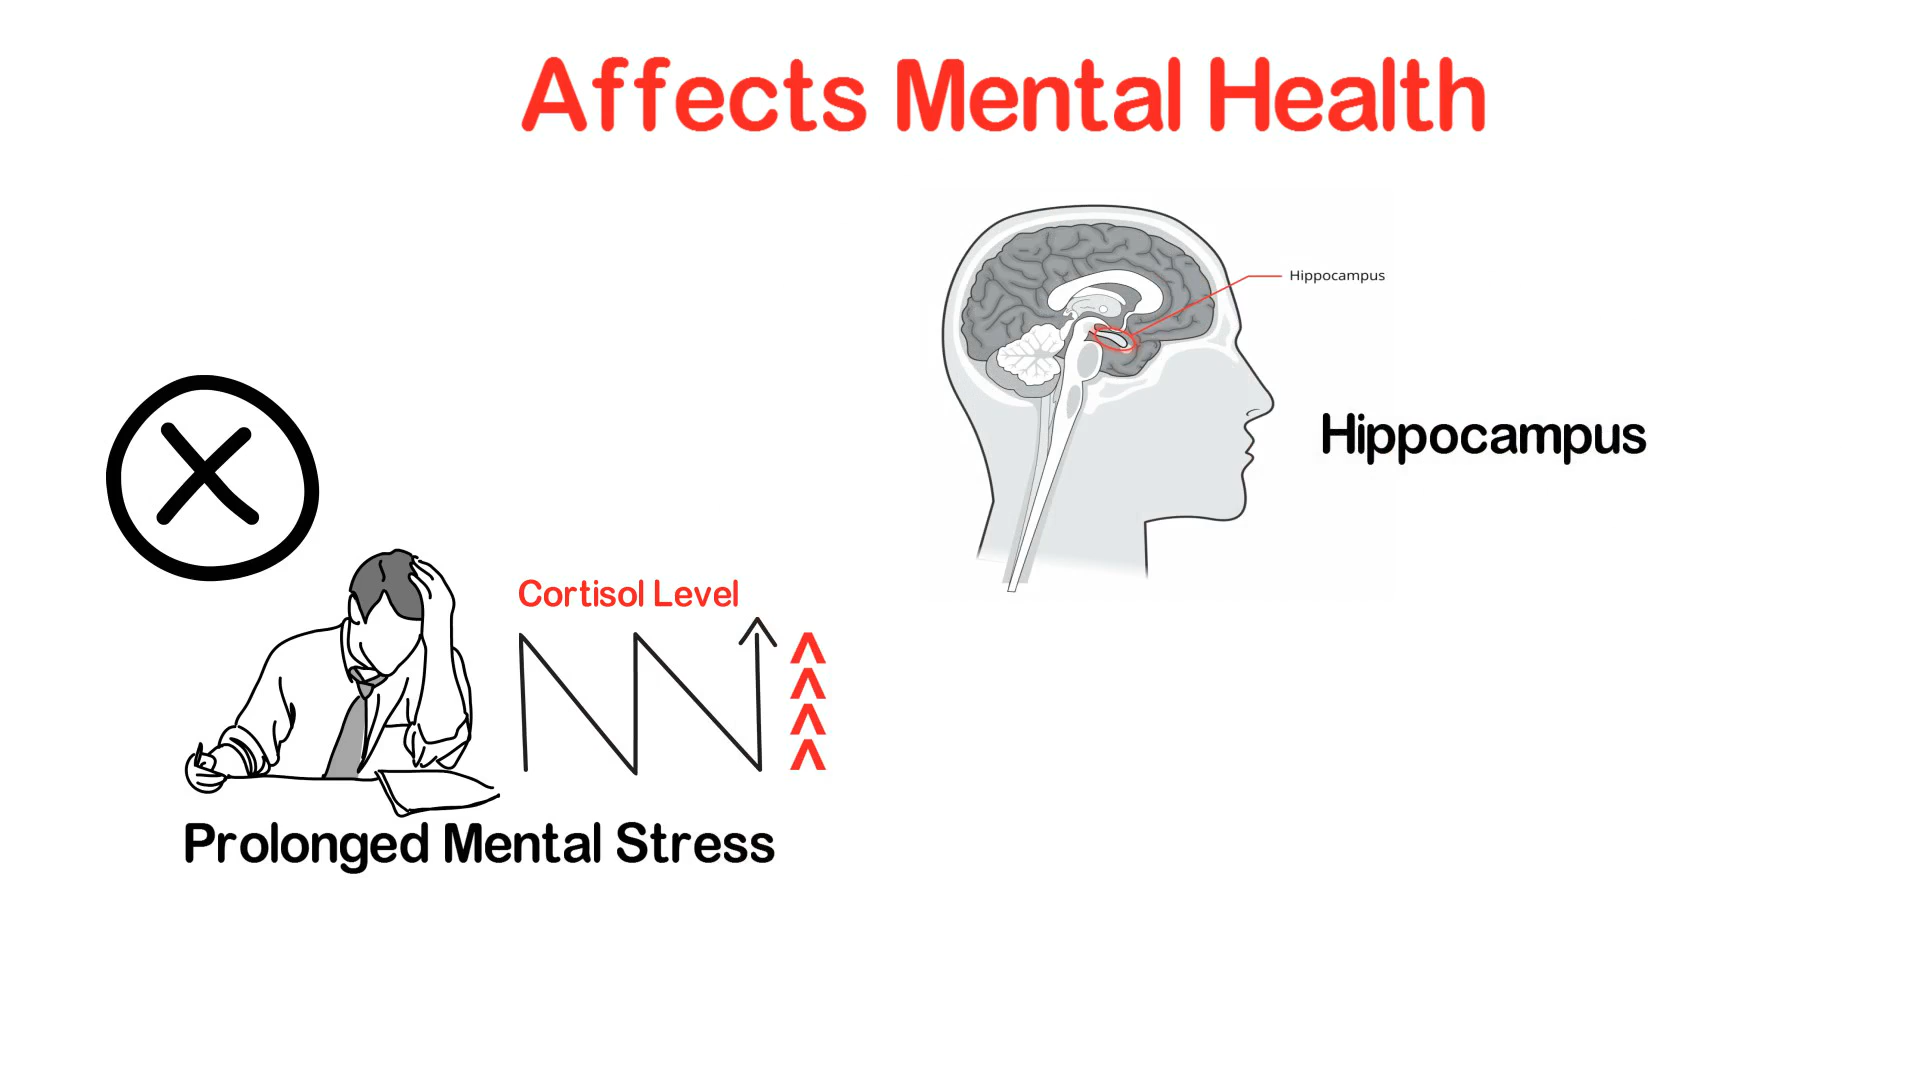 Affects Mental Health
Hippocampus
Hippocampus
Cortisol Level
Prolonged Mental Stress